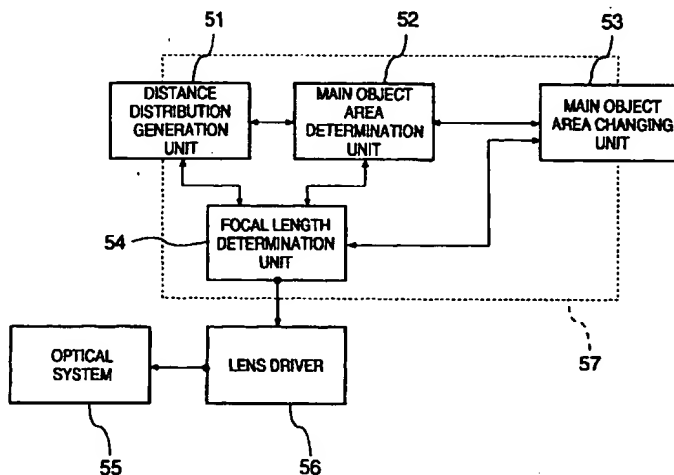 51
52
53
DISTANCE
DISTRIBUTION
GENERATION
UNIT
MAIN OBJECT
AREA
DETERMINATION
UNIT
MAIN OBJECT
AREA CHANGING
UNIT
54
FOCAL LENGTH
DETERMINATION
UNIT
57
OPTICAL
SYSTEM
LENS DRIVER
55
56